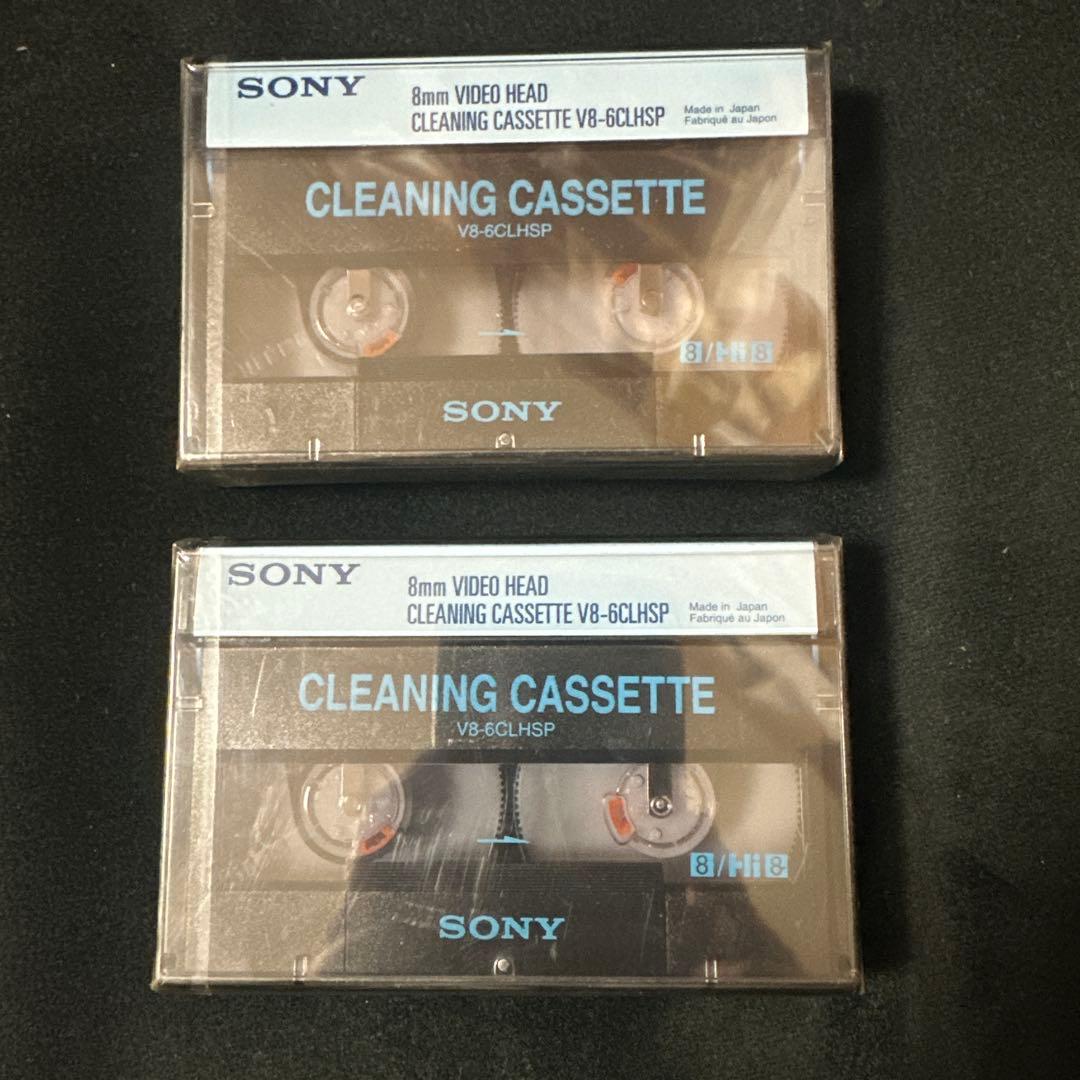 SONY
8mm VIDEO HEAD
CLEANING CASSETTE V8-6CLHSP
Made in Japan
Fabriqué au Japon
CLEANING CASSETTE
V8-6CLHSP
8/Hi8
SONY
SONY
8mm VIDEO HEAD
CLEANING CASSETTE V8-6CLHSP
Made in Japan
Fabriqué au Japon
CLEANING CASSETTE
V8-6CLHSP
8/Hi8
SONY